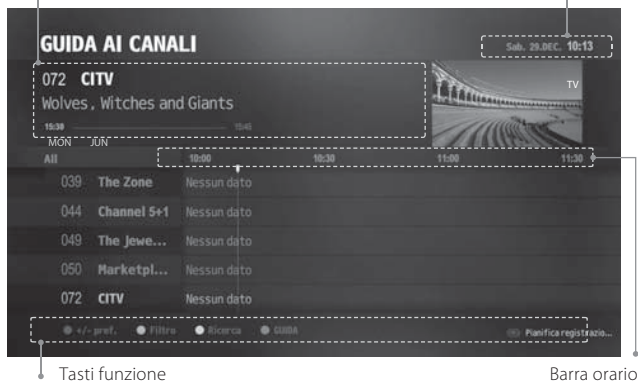 GUIDA AI CANALI
Sab. 29.DEC. 10:13
072 CITV
Wolves, Witches and Giants
TV
15:30 15:45
MON JUN
All 10:00 10:30 11:00 11:30
039 The Zone Nessun dato
044 Channel 5+1 Nessun dato
049 The Jewe... Nessun dato
050 Marketpl... Nessun dato
072 CITV Nessun dato
+/- pref. Filtro Ricerca GUIDA Pianifica registrazio...
Tasti funzione Barra orario